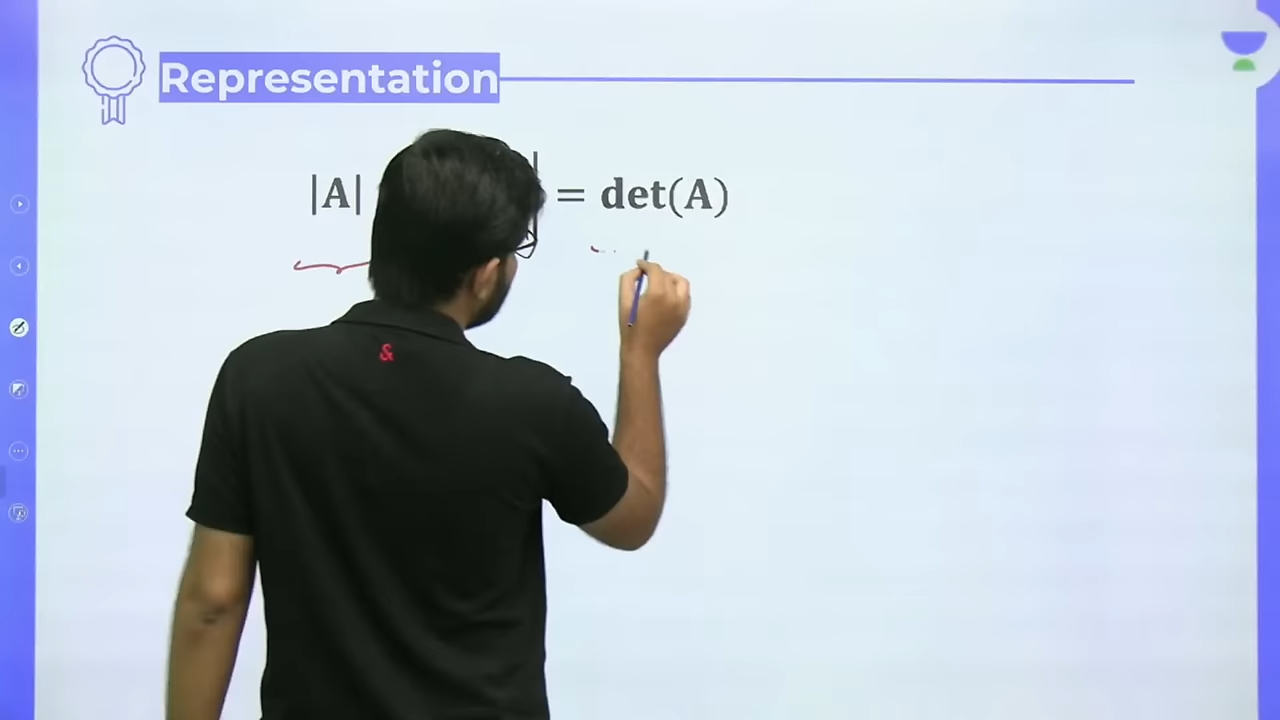 Representation
|A| | = det(A)
&